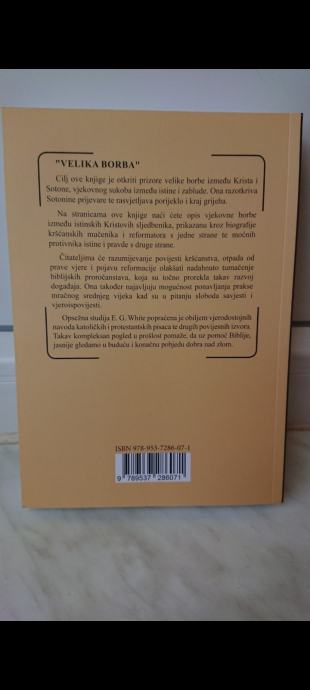 "VELIKA BORBA"
Cilj ove knjige je otkriti prizore velike borbe između Krista i
Sotone, vjekovnog sukoba između istine i zablude. Ona razotkriva
Sotonine prijevare te rasvjetljava porijeklo i kraj grijeha.
Na stranicama ove knjige naći ćete opis vjekovne borbe
između istinskih Kristovih sljedbenika, prikazanu kroz biografije
kršćanskih mučenika i reformatora s jedne strane te moćnih
protivnika istine i pravde s druge strane.
Čitateljima će razumijevanje povijesti kršćanstva, otpada od
prave vjere i pojavu reformacije olakšati nadahnuto tumačenje
biblijskih proročanstava, koja su točno prorekla takav razvoj
događaja. Ona također najavljuju mogućnost ponavljanja prakse
mračnog srednjeg vijeka kad su u pitanju sloboda savjesti i
vjeroispovijesti.
Opsežna studija E. G. White popraćena je obiljem vjerodostojnih
navoda katoličkih i protestantskih pisaca te drugih povijesnih izvora.
Takav kompleksan pogled u prošlost pomaže, da uz pomoć Biblije,
jasnije gledamo u buduću i konačnu pobjedu dobra nad zlom.
ISBN 978-953-7286-07-1
9 789537 286071